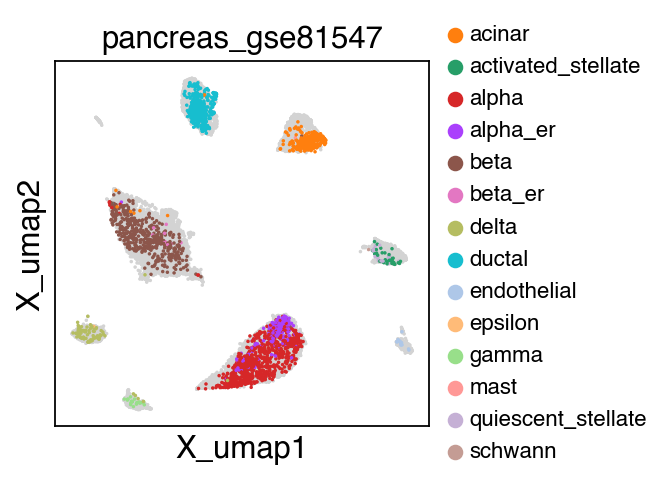 pancreas_gse81547
X_umap2
X_umap1
acinar
activated_stellate
alpha
alpha_er
beta
beta_er
delta
ductal
endothelial
epsilon
gamma
mast
quiescent_stellate
schwann